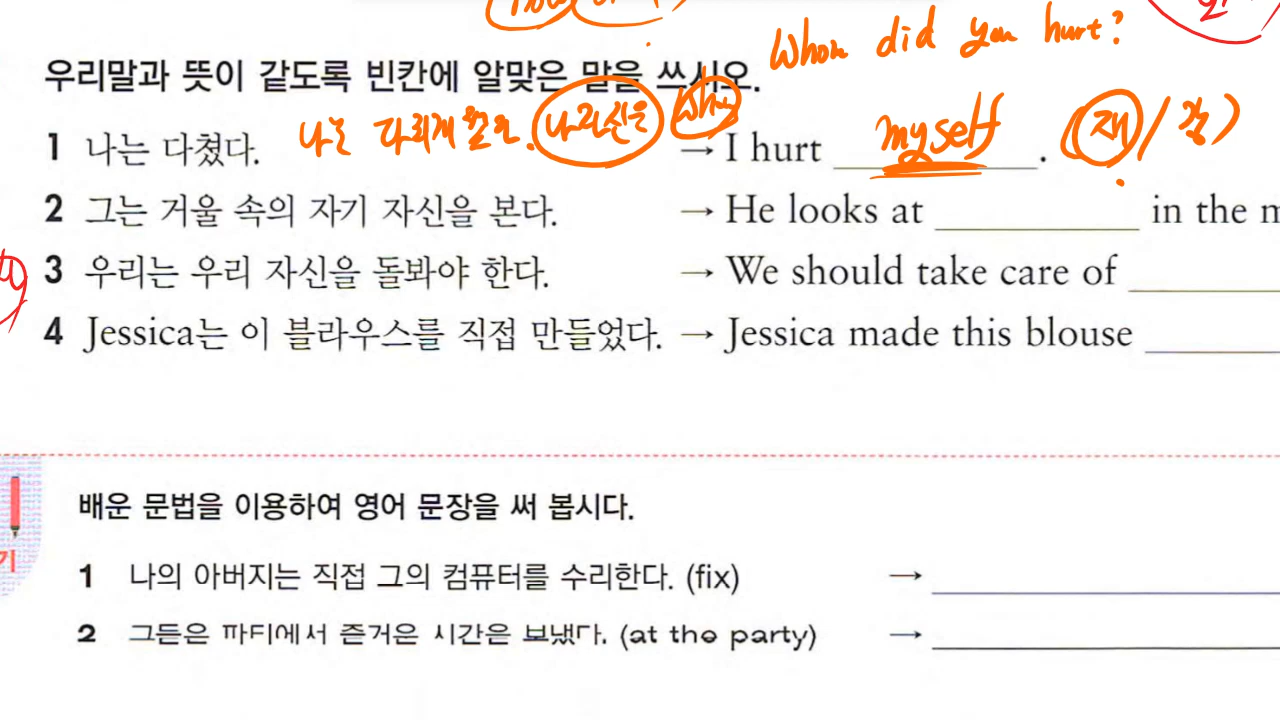 Whom did you hurt?
우리말과 뜻이 같도록 빈칸에 알맞은 말을 쓰시오.
나는 다치게 했다. 나자신을 whom
1 나는 다쳤다. → I hurt myself. 재/강)
2 그는 거울 속의 자기 자신을 본다. → He looks at ________ in the m
3 우리는 우리 자신을 돌봐야 한다. → We should take care of ________
4 Jessica는 이 블라우스를 직접 만들었다. → Jessica made this blouse ________
기
배운 문법을 이용하여 영어 문장을 써 봅시다.
1 나의 아버지는 직접 그의 컴퓨터를 수리한다. (fix) → ________
2 그들은 파티에서 즐거운 시간을 보냈다. (at the party) → ________